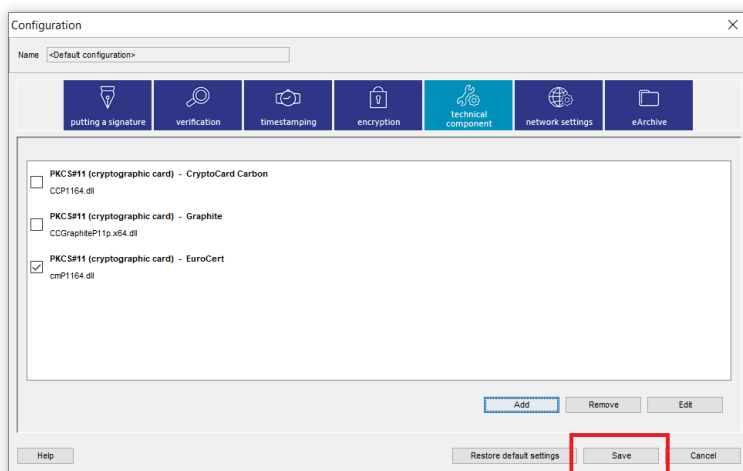 Configuration
Name <Default configuration>
putting a signature
verification
timestamping
encryption
technical
component
network settings
eArchive
PKCS#11 (cryptographic card) - CryptoCard Carbon
CCP1164.dll
PKCS#11 (cryptographic card) - Graphite
CCGraphiteP11p.x64.dll
PKCS#11 (cryptographic card) - EuroCert
cmP1164.dll
Add Remove Edit
Help Restore default settings Save Cancel